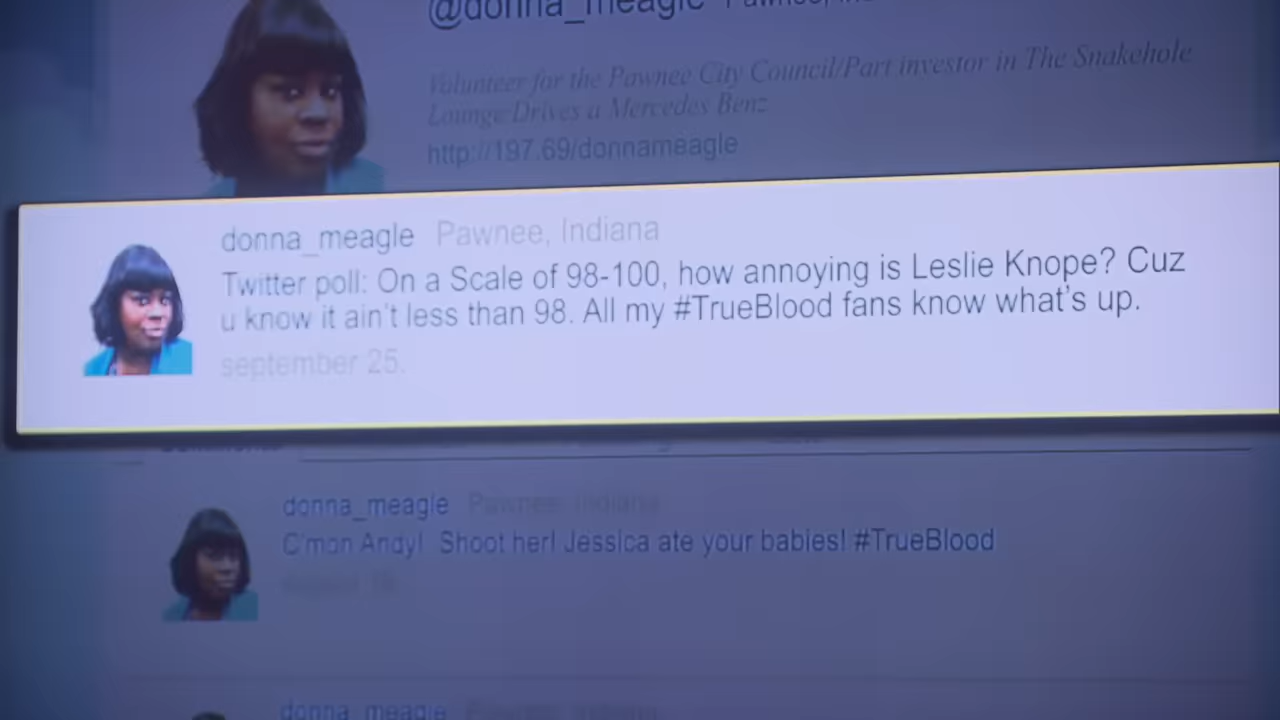 @donna_meagle Pawnee, In
Volunteer for the Pawnee City Council/Part investor in The Snakehole
Lounge/Drives a Mercedes Benz
http://197.69/donnameagle
donna_meagle Pawnee, Indiana
Twitter poll: On a Scale of 98-100, how annoying is Leslie Knope? Cuz
u know it ain't less than 98. All my #TrueBlood fans know what's up.
september 25.
donna_meagle Pawnee, Indiana
C'mon Andy! Shoot her! Jessica ate your babies! #TrueBlood
donna_meagle Pawnee, Indiana